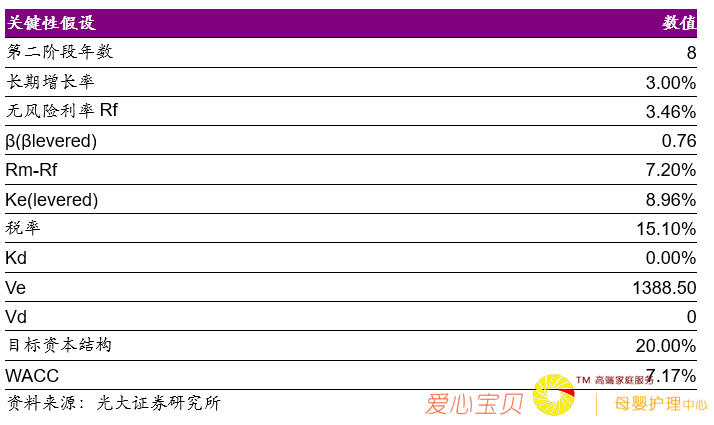 关键性假设 数值
第二阶段年数 8
长期增长率 3.00%
无风险利率 Rf 3.46%
β(βlevered) 0.76
Rm-Rf 7.20%
Ke(levered) 8.96%
税率 15.10%
Kd 0.00%
Ve 1388.50
Vd 0
目标资本结构 20.00%
WACC 7.17%
资料来源：光大证券研究所
爱心宝贝 TM 高端家庭服务 | 母婴护理中心